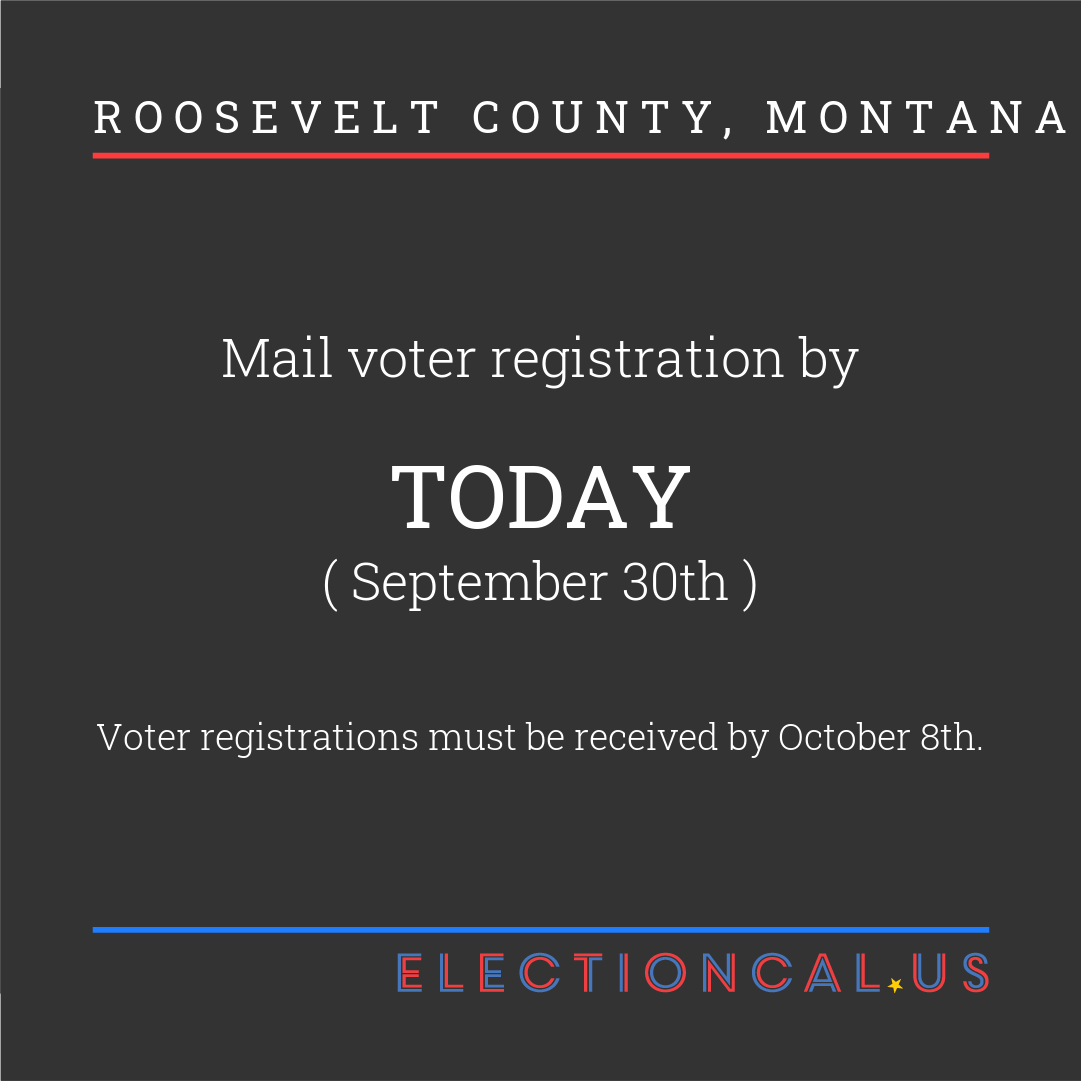 ROOSEVELT COUNTY, MONTANA
Mail voter registration by
TODAY
( September 30th )
Voter registrations must be received by October 8th.
ELECTIONCAL.US